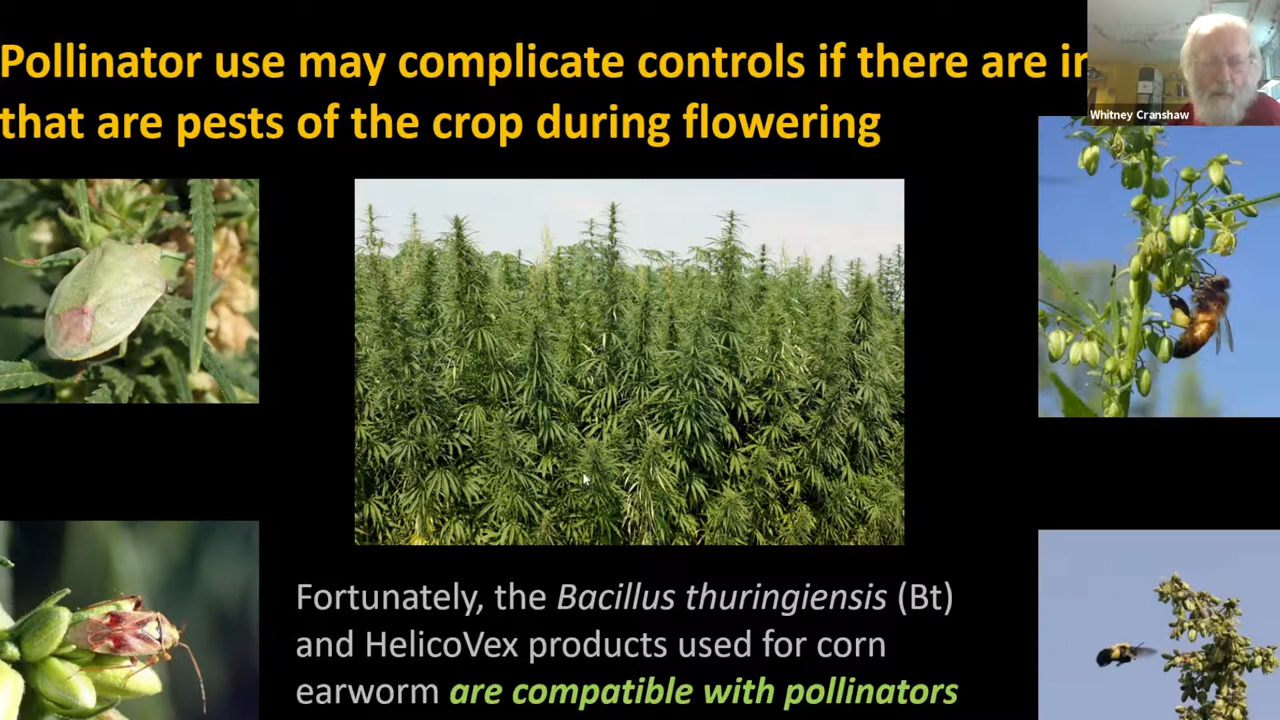 Pollinator use may complicate controls if there are in
Whitney Cranshaw
that are pests of the crop during flowering
Fortunately, the Bacillus thuringiensis (Bt)
and HelicoVex products used for corn
earworm are compatible with pollinators